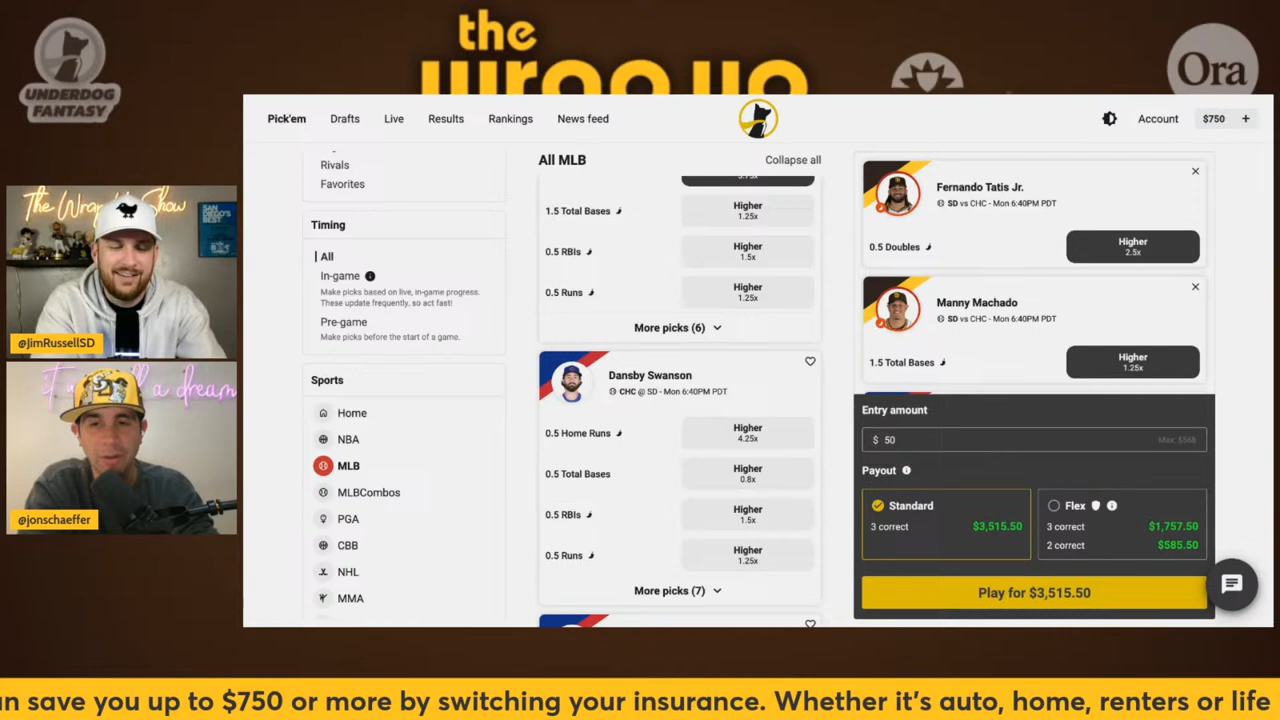 the
wrap up
UNDERDOG
FANTASY
Ora
Pick'em
Drafts
Live
Results
Rankings
News feed
Account
$750 +
Rivals
Favorites
Timing
All
In-game
Make picks based on live, in-game progress.
These update frequently, so act fast!
Pre-game
Make picks before the start of a game.
Sports
Home
NBA
MLB
MLBCombos
PGA
CBB
NHL
MMA
All MLB
Collapse all
1.5 Total Bases
Higher
1.25x
0.5 RBIs
Higher
1.5x
0.5 Runs
Higher
1.25x
More picks (6)
Dansby Swanson
CHC @ SD - Mon 6:40PM PDT
0.5 Home Runs
Higher
4.25x
0.5 Total Bases
Higher
0.8x
0.5 RBIs
Higher
1.5x
0.5 Runs
Higher
1.25x
More picks (7)
Fernando Tatis Jr.
SD vs CHC - Mon 6:40PM PDT
0.5 Doubles
Higher
2.5x
Manny Machado
SD vs CHC - Mon 6:40PM PDT
1.5 Total Bases
Higher
1.25x
Entry amount
$ 50
Max: $568
Payout
Standard
3 correct $3,515.50
Flex
3 correct $1,757.50
2 correct $585.50
Play for $3,515.50
The Wrap Up Show
SAN DIEGO'S
BEST
@JimRussellSD
a dream
@jonschaeffer
save you up to $750 or more by switching your insurance. Whether it's auto, home, renters or life